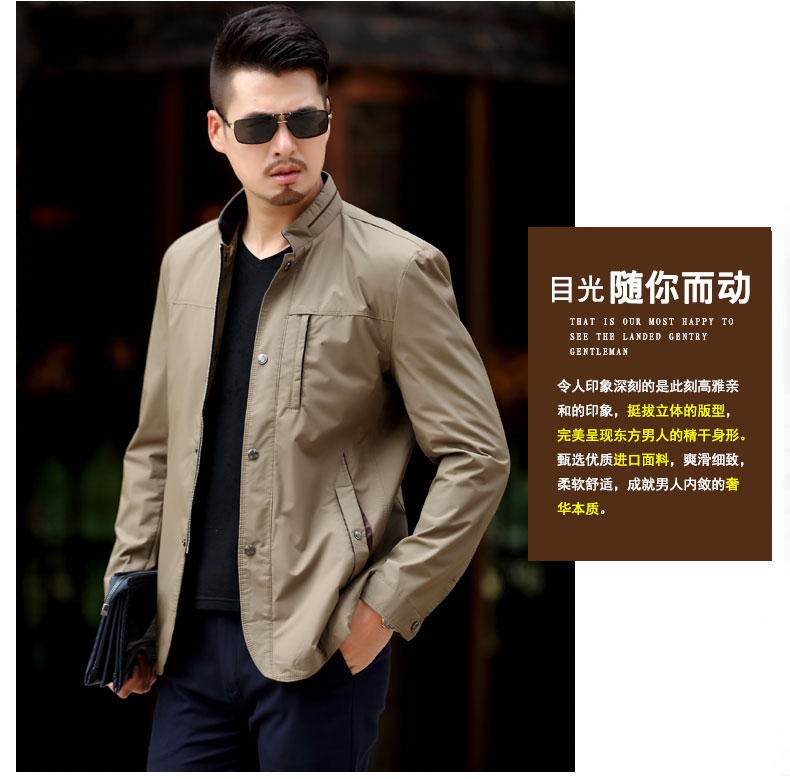 目光随你而动
THAT IS OUR MOST HAPPY TO
SEE THE LANDED GENTRY
GENTLEMAN
令人印象深刻的是此刻高雅亲
和的印象，挺拔立体的版型，
完美呈现东方男人的精干身形。
甄选优质进口面料，爽滑细致，
柔软舒适，成就男人内敛的奢
华本质。